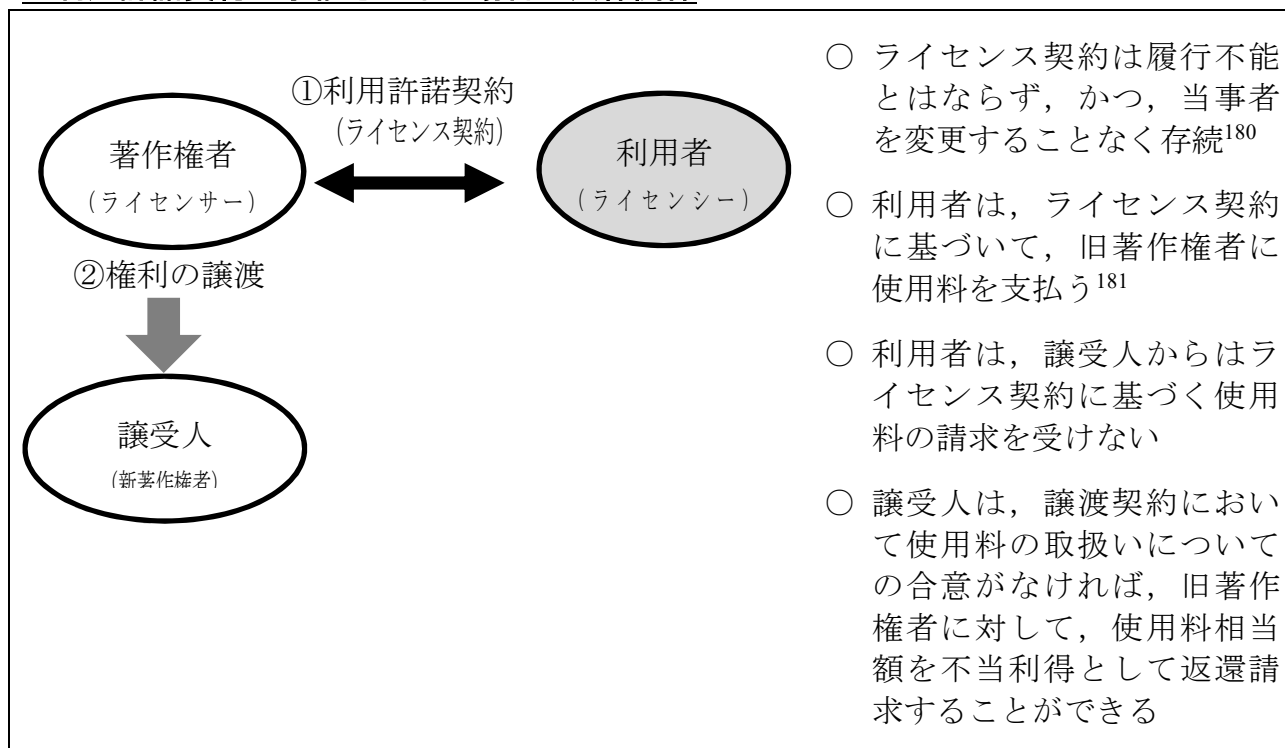 ①利用許諾契約
(ライセンス契約)
著作権者
(ライセンサー)
利用者
(ライセンシー)
②権利の譲渡
譲受人
(新著作権者)
○ ライセンス契約は履行不能
とはならず，かつ，当事者
を変更することなく存続180
○ 利用者は，ライセンス契約
に基づいて，旧著作権者に
使用料を支払う181
○ 利用者は，譲受人からはラ
イセンス契約に基づく使用
料の請求を受けない
○ 譲受人は，譲渡契約におい
て使用料の取扱いについて
の合意がなければ，旧著作
権者に対して，使用料相当
額を不当利得として返還請
求することができる